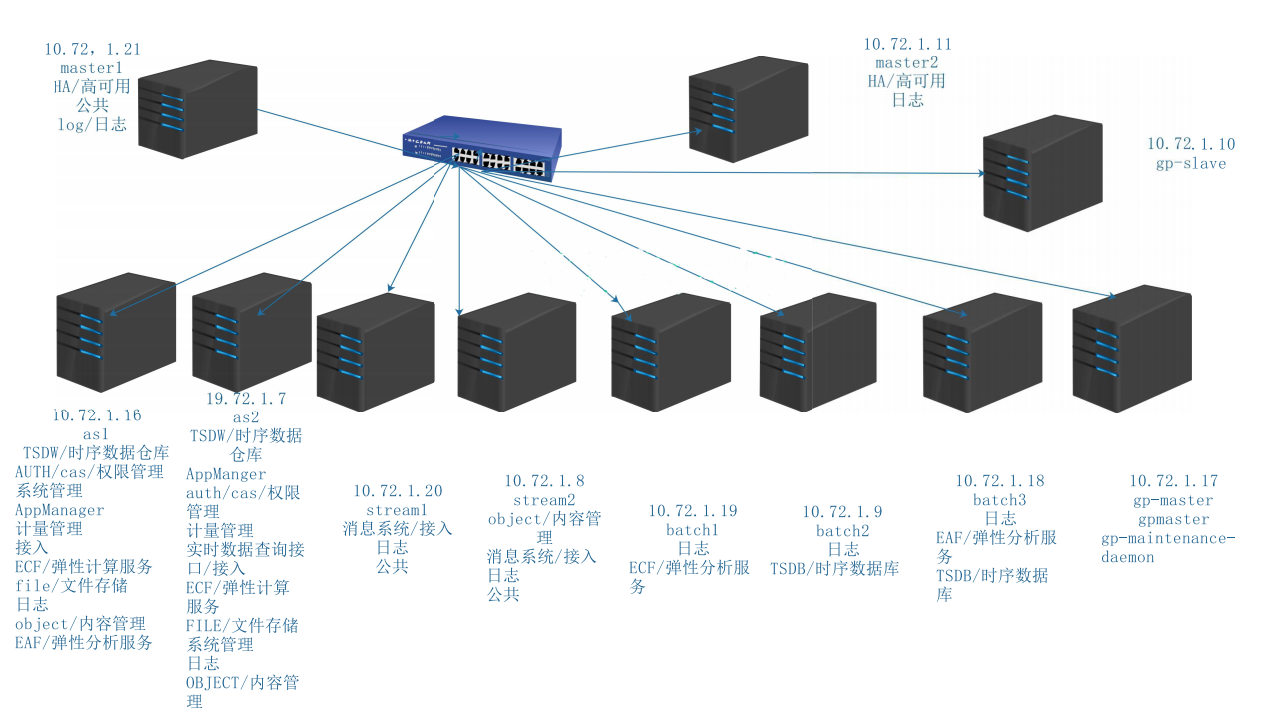 10.72，1.21
master1
HA/高可用
公共
log/日志
10.72.1.11
master2
HA/高可用
日志
10.72.1.10
gp-slave
10.72.1.16
as1
TSDW/时序数据仓库
AUTH/cas/权限管理
系统管理
AppManager
计量管理
接入
ECF/弹性计算服务
file/文件存储
日志
object/内容管理
EAF/弹性分析服务
19.72.1.7
as2
TSDW/时序数据
仓库
AppManger
auth/cas/权限
管理
计量管理
实时数据查询接
口/接入
ECF/弹性计算
服务
FILE/文件存储
系统管理
日志
OBJECT/内容管
理
10.72.1.20
stream1
消息系统/接入
日志
公共
10.72.1.8
stream2
object/内容管
理
消息系统/接入
日志
公共
10.72.1.19
batch1
日志
ECF/弹性分析服
务
10.72.1.9
batch2
日志
TSDB/时序数据库
10.72.1.18
batch3
日志
EAF/弹性分析服
务
TSDB/时序数据
库
10.72.1.17
gp-master
gpmaster
gp-maintenance-
daemon